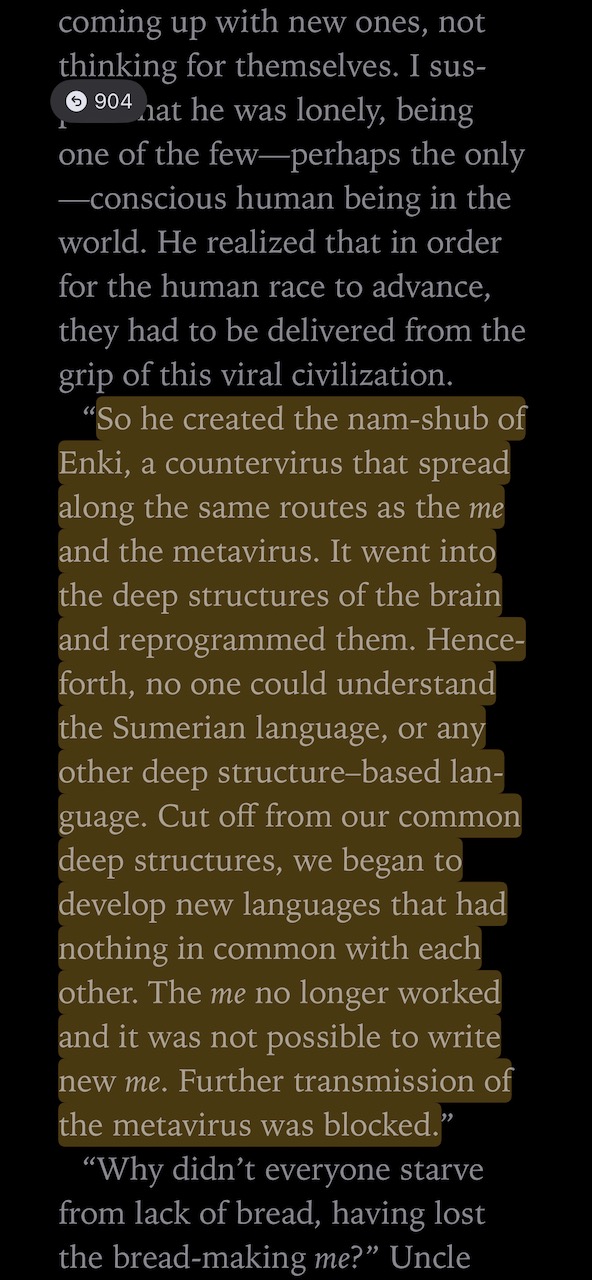 coming up with new ones, not
thinking for themselves. I sus-
904
hat he was lonely, being
one of the few—perhaps the only
—conscious human being in the
world. He realized that in order
for the human race to advance,
they had to be delivered from the
grip of this viral civilization.
“So he created the nam-shub of
Enki, a countervirus that spread
along the same routes as the me
and the metavirus. It went into
the deep structures of the brain
and reprogrammed them. Hence-
forth, no one could understand
the Sumerian language, or any
other deep structure–based lan-
guage. Cut off from our common
deep structures, we began to
develop new languages that had
nothing in common with each
other. The me no longer worked
and it was not possible to write
new me. Further transmission of
the metavirus was blocked.”
“Why didn’t everyone starve
from lack of bread, having lost
the bread-making me?” Uncle